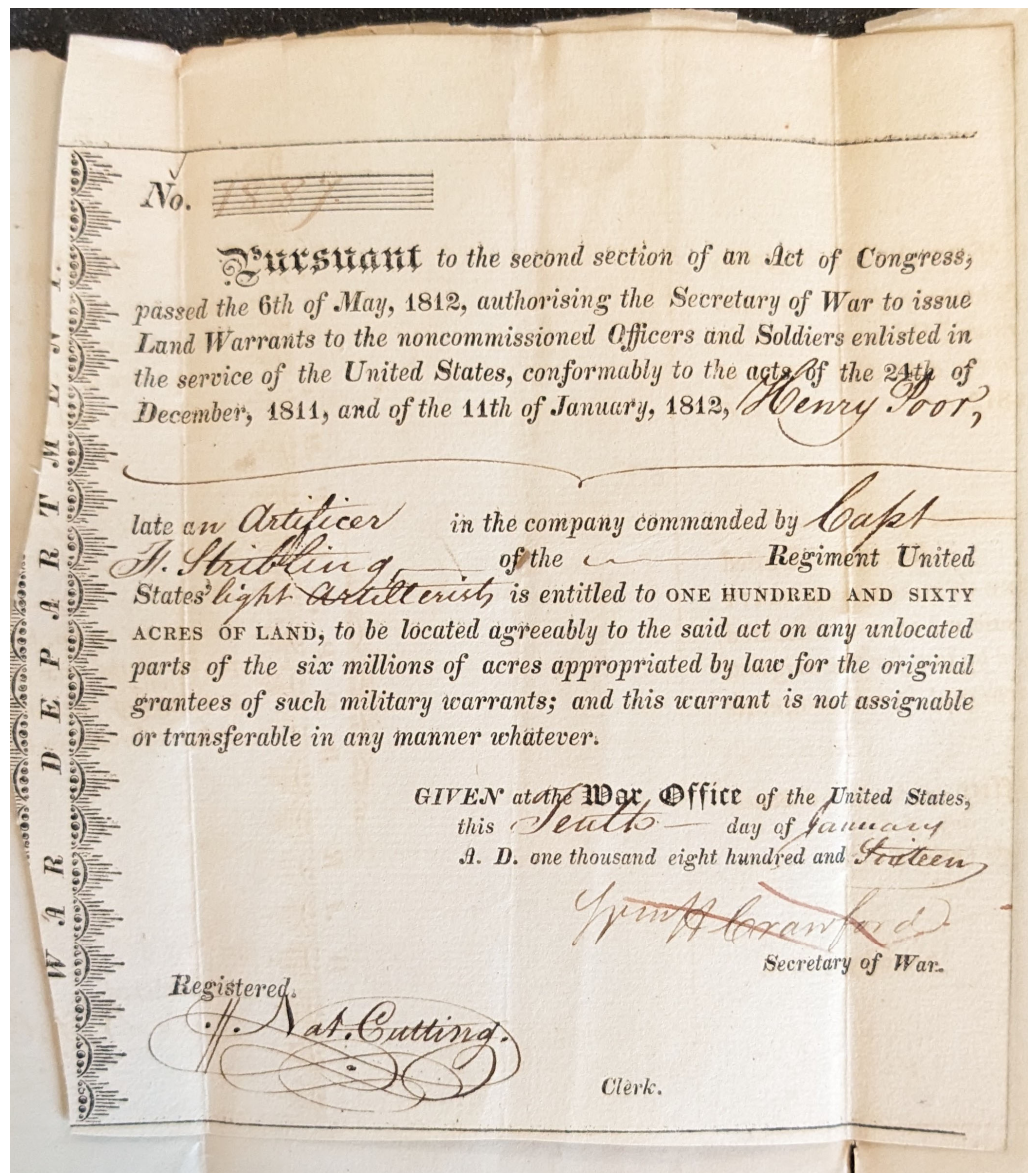 WAR DEPARTMENT.
No. 1887.
Pursuant to the second section of an Act of Congress,
passed the 6th of May, 1812, authorising the Secretary of War to issue
Land Warrants to the noncommissioned Officers and Soldiers enlisted in
the service of the United States, conformably to the acts of the 24th of
December, 1811, and of the 11th of January, 1812, Henry Poor,
late an Artificer in the company commanded by Capt
F. Stribling of the Regiment United
States' light Artillerists is entitled to ONE HUNDRED AND SIXTY
ACRES OF LAND, to be located agreeably to the said act on any unlocated
parts of the six millions of acres appropriated by law for the original
grantees of such military warrants; and this warrant is not assignable
or transferable in any manner whatever.
GIVEN at the War Office of the United States,
this Tenth day of January
A. D. one thousand eight hundred and Sixteen
Wm H Crawford
Secretary of War.
Registered.
Nat. Cutting.
Clerk.